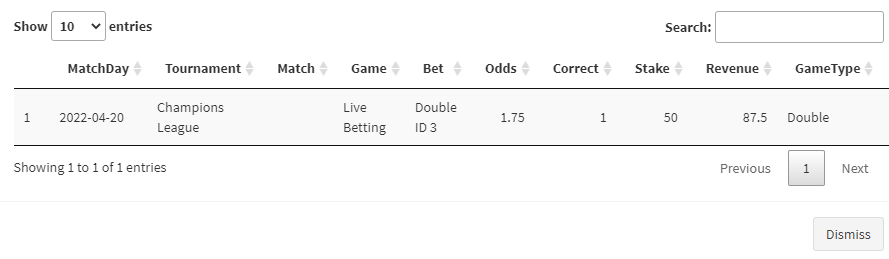 Show 10 entries Search:
MatchDay Tournament Match Game Bet Odds Correct Stake Revenue GameType
1 2022-04-20 Champions League Live Betting Double ID 3 1.75 1 50 87.5 Double
Showing 1 to 1 of 1 entries Previous 1 Next
Dismiss